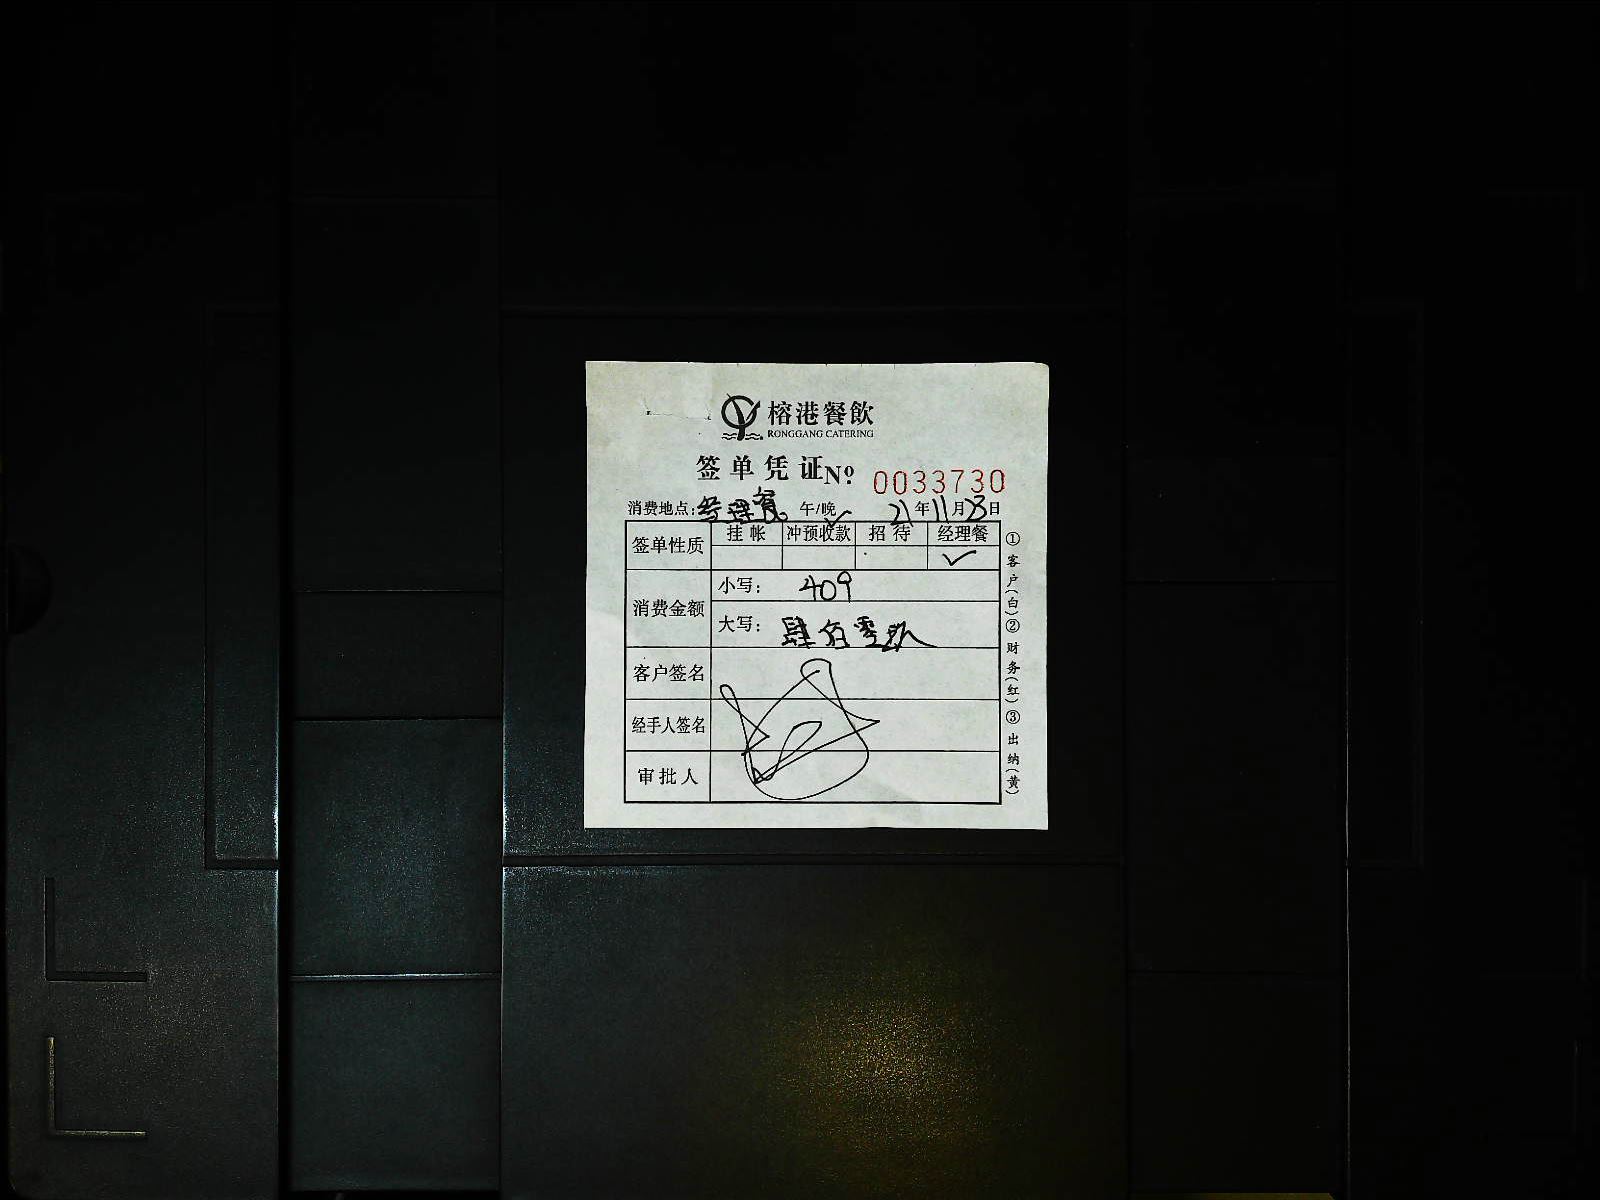 榕港餐飲
RONGGANG CATERING
签单凭证 Nº 0033730
消费地点: 经理餐 午/晚 ✓ 21年11月23日
签单性质 挂帐 冲预收款 招待 经理餐
✓
消费金额
小写: 409
大写: 肆佰零玖
客户签名
经手人签名
审批人
①客户(白)②财务(红)③出纳(黄)